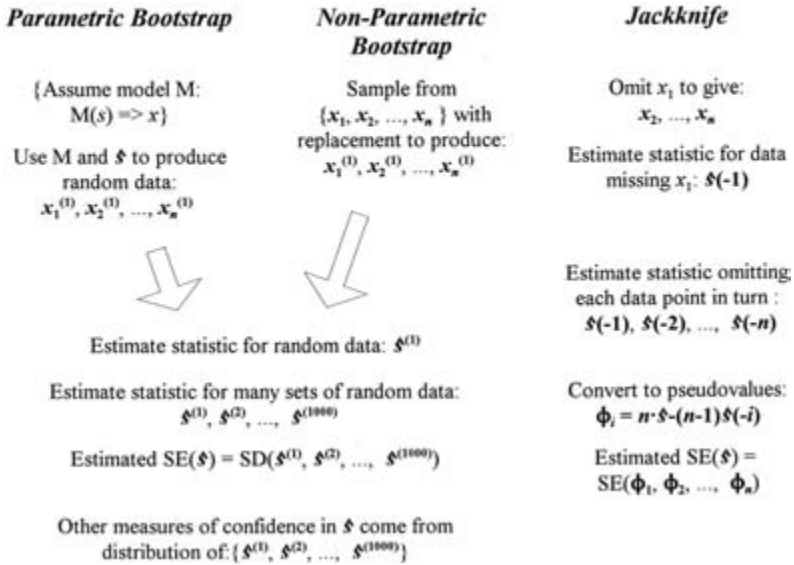 Parametric Bootstrap
{Assume model M:
M(s) => x}
Use M and ŝ to produce
random data:
x₁⁽¹⁾, x₂⁽¹⁾, ..., xₙ⁽¹⁾
Non-Parametric
Bootstrap
Sample from
{x₁, x₂, ..., xₙ } with
replacement to produce:
x₁⁽¹⁾, x₂⁽¹⁾, ..., xₙ⁽¹⁾
Estimate statistic for random data: ŝ⁽¹⁾
Estimate statistic for many sets of random data:
ŝ⁽¹⁾, ŝ⁽²⁾, ..., ŝ⁽¹⁰⁰⁰⁾
Estimated SE(ŝ) = SD(ŝ⁽¹⁾, ŝ⁽²⁾, ..., ŝ⁽¹⁰⁰⁰⁾)
Other measures of confidence in ŝ come from
distribution of:{ŝ⁽¹⁾, ŝ⁽²⁾, ..., ŝ⁽¹⁰⁰⁰⁾}
Jackknife
Omit x₁ to give:
x₂, ..., xₙ
Estimate statistic for data
missing x₁: ŝ(-1)
Estimate statistic omitting
each data point in turn :
ŝ(-1), ŝ(-2), ..., ŝ(-n)
Convert to pseudovalues:
ϕᵢ = n·ŝ-(n-1)ŝ(-i)
Estimated SE(ŝ) =
SE(ϕ₁, ϕ₂, ..., ϕₙ)